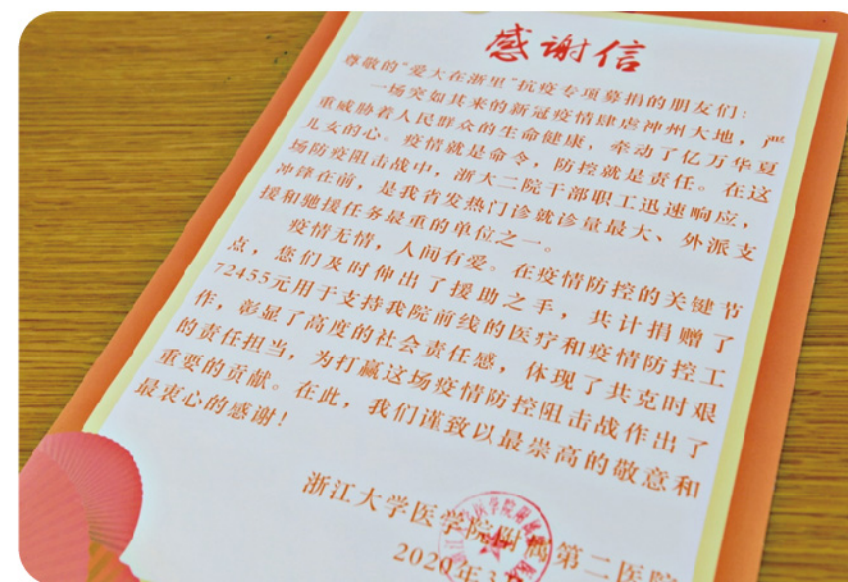 感谢信
尊敬的“爱大在浙里”抗疫专项募捐的朋友们：
一场突如其来的新冠疫情肆虐神州大地，严
重威胁着人民群众的生命健康，牵动了亿万华夏
儿女的心。疫情就是命令，防控就是责任。在这
场防疫阻击战中，浙大二院干部职工迅速响应，
冲锋在前，是我省发热门诊就诊量最大、外派支
援和驰援任务最重的单位之一。
疫情无情，人间有爱。在疫情防控的关键节
点，您们及时伸出了援助之手，共计捐赠了
72455元用于支持我院前线的医疗和疫情防控工
作，彰显了高度的社会责任感，体现了共克时艰
的责任担当，为打赢这场疫情防控阻击战作出了
重要的贡献。在此，我们谨致以最崇高的敬意和
最衷心的感谢！
浙江大学医学院附属第二医院
2020年3